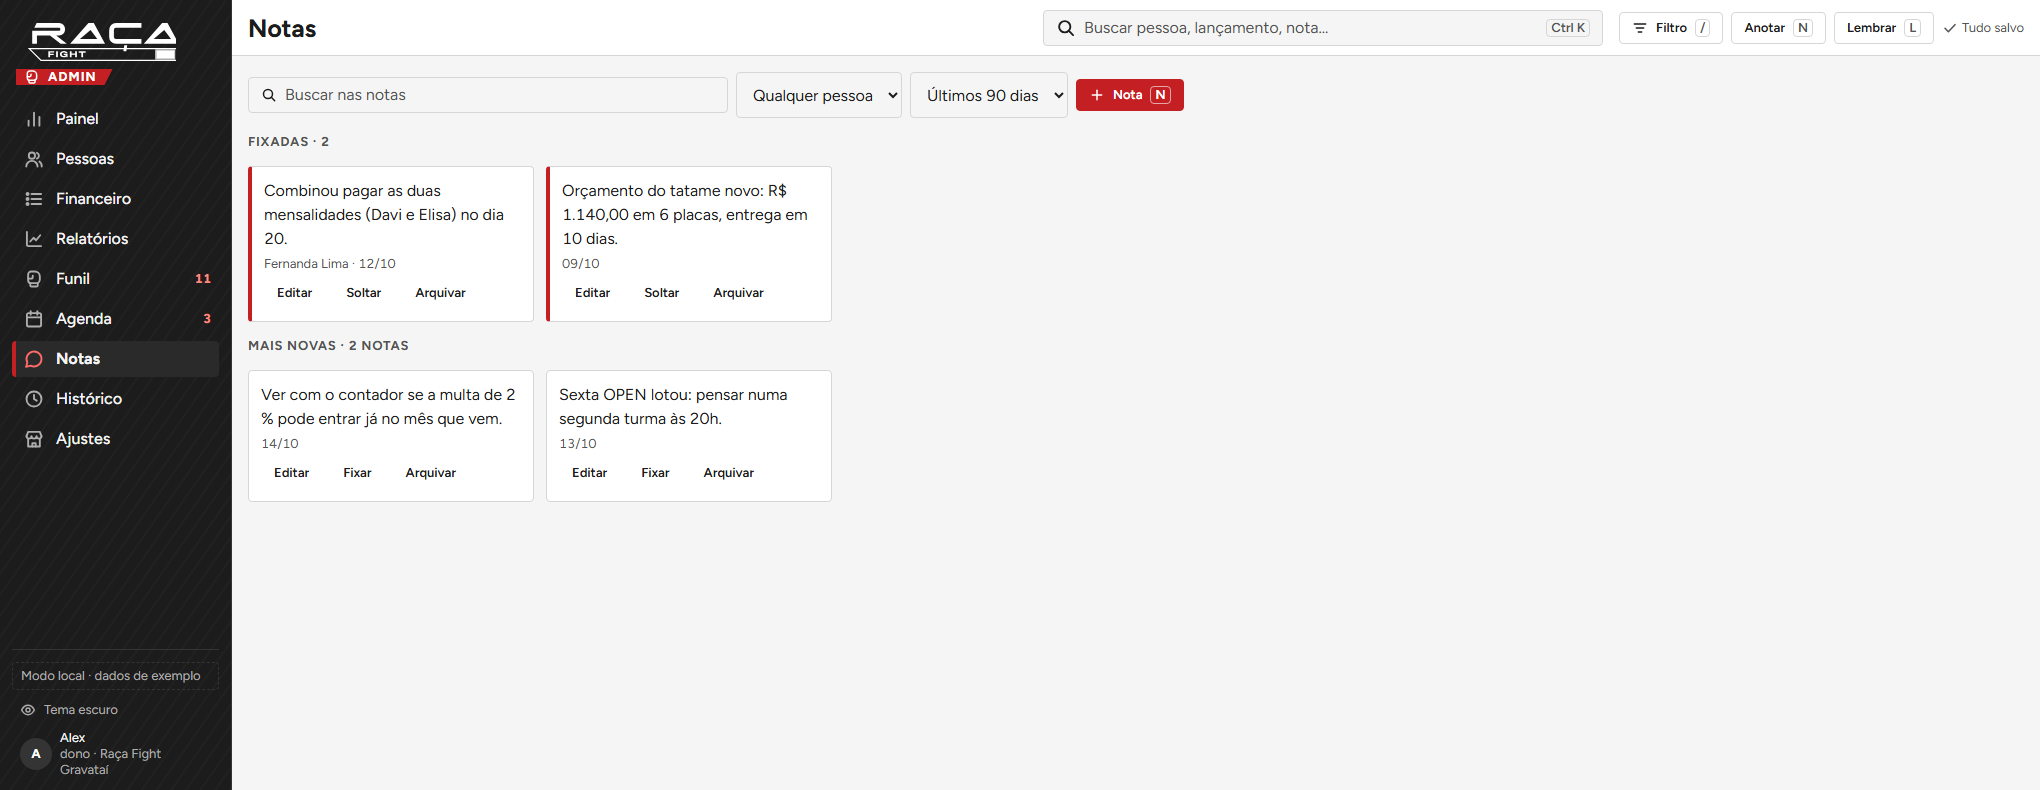 RAÇA
FIGHT
ADMIN
Painel
Pessoas
Financeiro
Relatórios
Funil 11
Agenda 3
Notas
Histórico
Ajustes
Modo local · dados de exemplo
Tema escuro
A
Alex
dono · Raça Fight
Gravataí
Notas
Buscar pessoa, lançamento, nota... Ctrl K
Filtro /
Anotar N
Lembrar L
Tudo salvo
Buscar nas notas
Qualquer pessoa
Últimos 90 dias
+ Nota N
FIXADAS · 2
Combinou pagar as duas
mensalidades (Davi e Elisa) no dia
20.
Fernanda Lima · 12/10
Editar Soltar Arquivar
Orçamento do tatame novo: R$
1.140,00 em 6 placas, entrega em
10 dias.
09/10
Editar Soltar Arquivar
MAIS NOVAS · 2 NOTAS
Ver com o contador se a multa de 2
% pode entrar já no mês que vem.
14/10
Editar Fixar Arquivar
Sexta OPEN lotou: pensar numa
segunda turma às 20h.
13/10
Editar Fixar Arquivar